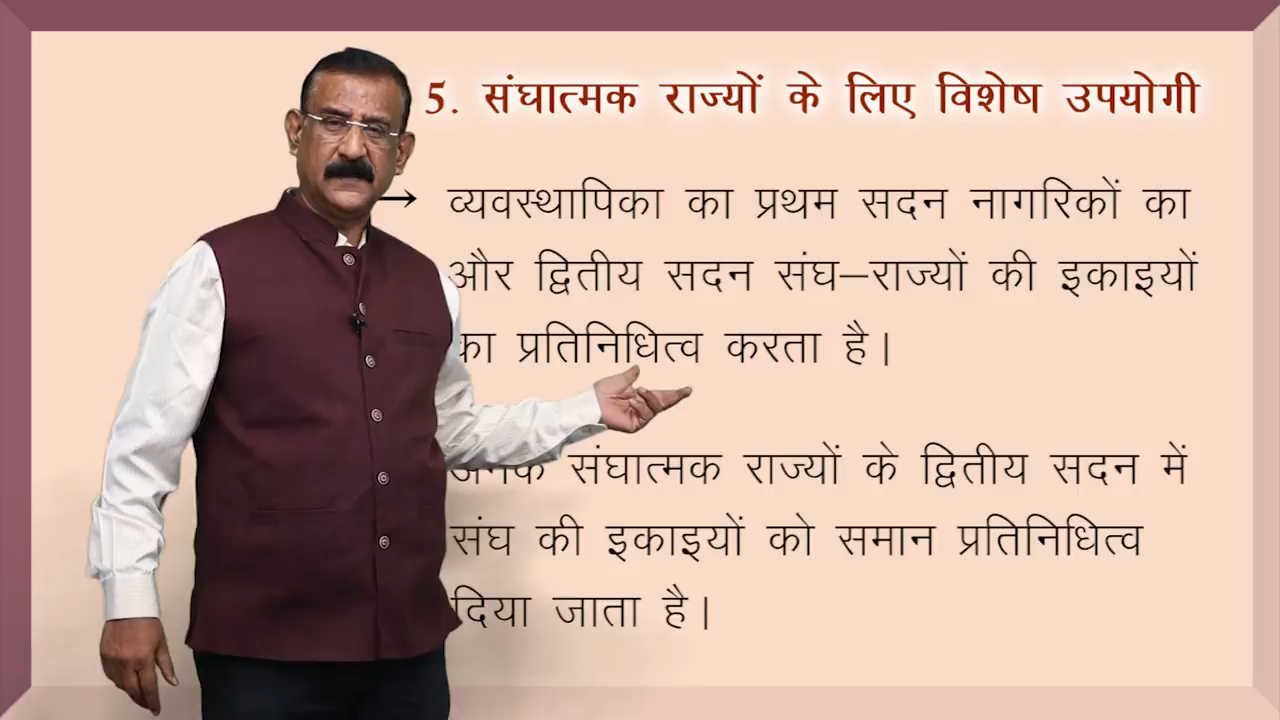 5. संघात्मक राज्यों के लिए विशेष उपयोगी
→ व्यवस्थापिका का प्रथम सदन नागरिकों का
और द्वितीय सदन संघ–राज्यों की इकाइयों
का प्रतिनिधित्व करता है।
संघात्मक राज्यों के द्वितीय सदन में
संघ की इकाइयों को समान प्रतिनिधित्व
दिया जाता है।